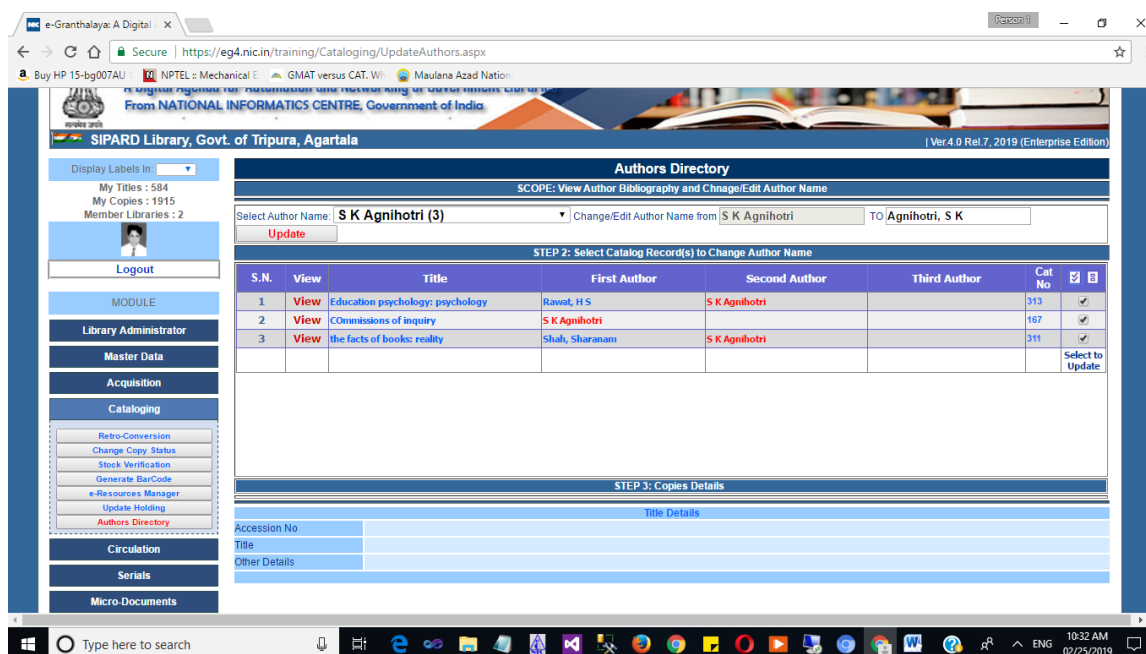 e-Granthalaya: A Digital
Person 1
Secure | https://eg4.nic.in/training/Cataloging/UpdateAuthors.aspx
Buy HP 15-bg007AU
NPTEL :: Mechanical E
GMAT versus CAT. Wh
Maulana Azad Nation
From NATIONAL INFORMATICS CENTRE, Government of India
SIPARD Library, Govt. of Tripura, Agartala
| Ver.4.0 Rel.7, 2019 (Enterprise Edition)
Display Labels In:
My Titles : 584
My Copies : 1915
Member Libraries : 2
Logout
MODULE
Library Administrator
Master Data
Acquisition
Cataloging
Retro-Conversion
Change Copy Status
Stock Verification
Generate BarCode
e-Resources Manager
Update Holding
Authors Directory
Circulation
Serials
Micro-Documents
Authors Directory
SCOPE: View Author Bibliography and Chnage/Edit Author Name
Select Author Name: S K Agnihotri (3) Change/Edit Author Name from S K Agnihotri TO Agnihotri, S K
Update
STEP 2: Select Catalog Record(s) to Change Author Name
S.N. View Title First Author Second Author Third Author Cat No
1 View Education psychology: psychology Rawat, H S S K Agnihotri 313
2 View COmmissions of inquiry S K Agnihotri 167
3 View the facts of books: reality Shah, Sharanam S K Agnihotri 311
Select to Update
STEP 3: Copies Details
Title Details
Accession No
Title
Other Details
Type here to search
ENG
10:32 AM
02/25/2019